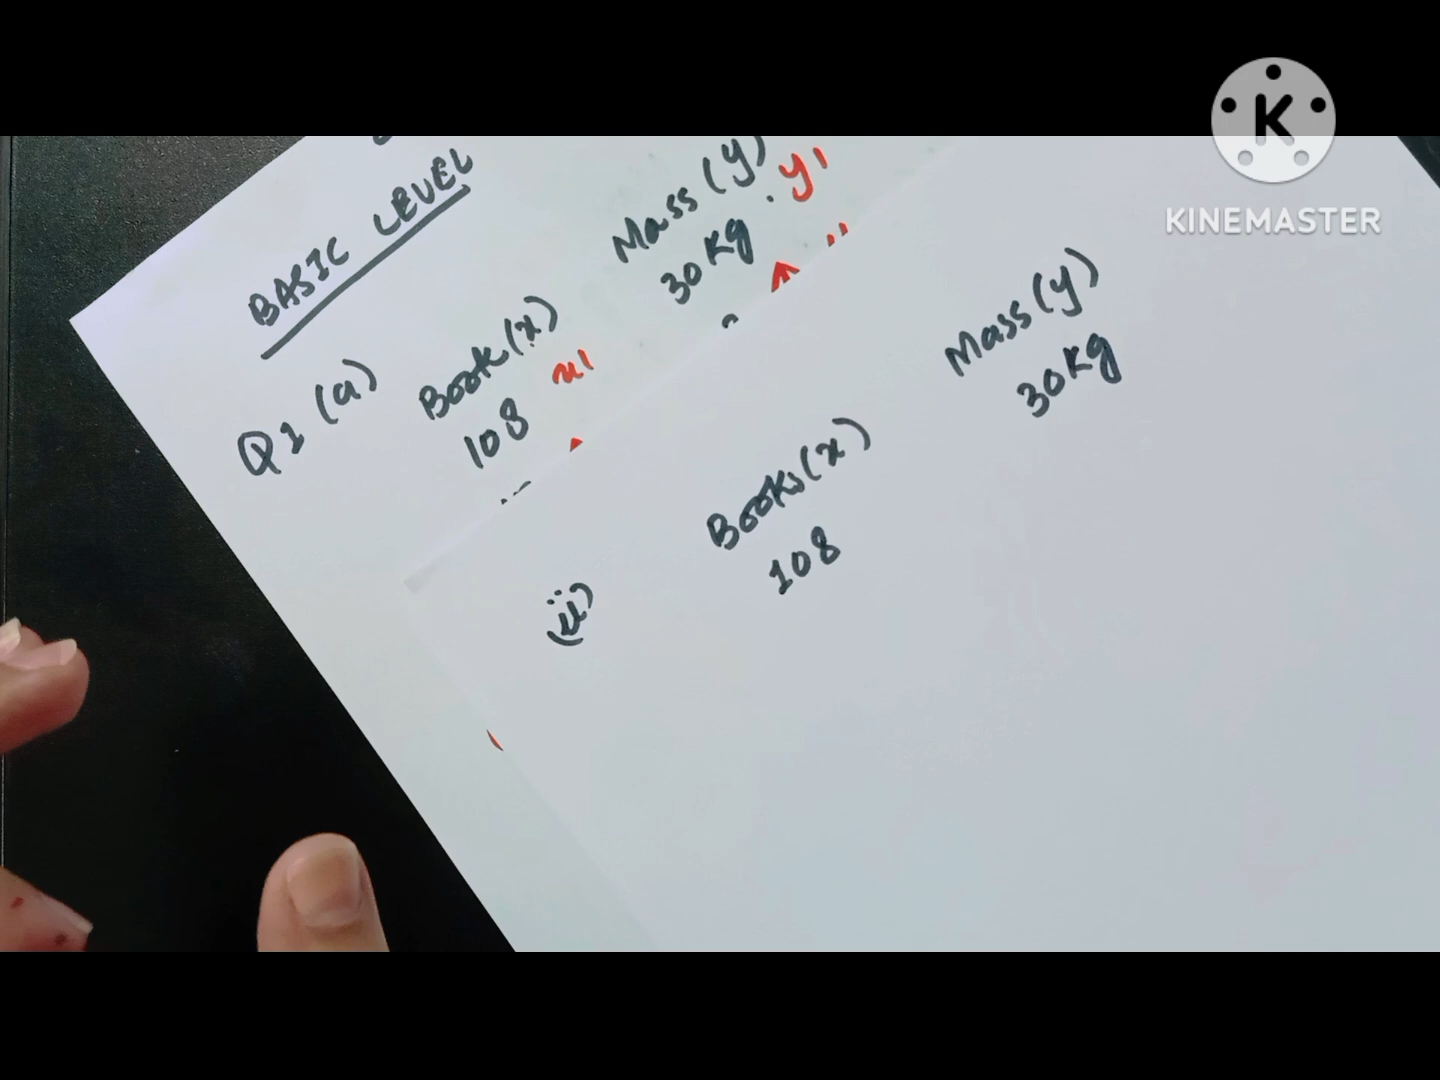 BASIC LEVEL
Q1 (a) Book(x) Mass (y)
108 x1 30kg y1
(ii) Books(x) Mass(y)
108 30kg
K
KINEMASTER